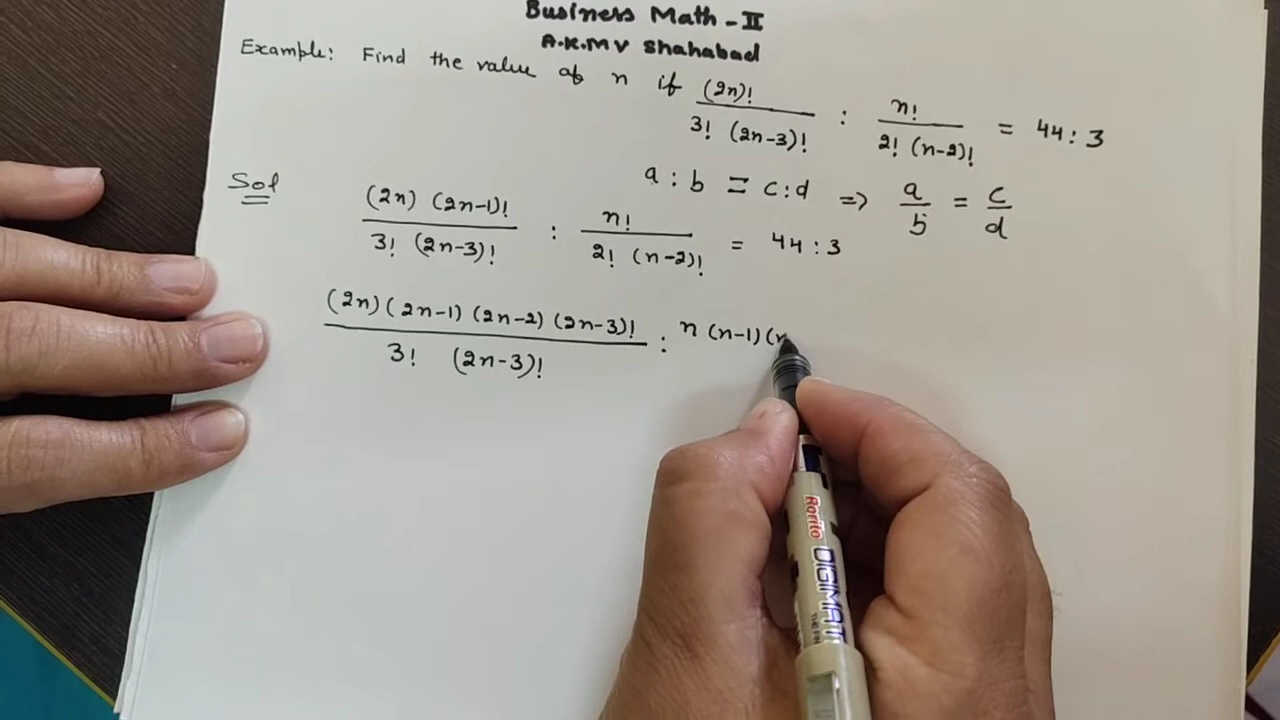 Business Math - II
A.K.M V Shahabad
Example: Find the value of n if (2n)! / 3! (2n-3)! : n! / 2! (n-2)! = 44 : 3
a : b = c : d => a/b = c/d
Sol
(2n) (2n-1)! / 3! (2n-3)! : n! / 2! (n-2)! = 44 : 3
(2n) (2n-1) (2n-2) (2n-3)! / 3! (2n-3)! : n (n-1) (n
Rorito
DIGIMAT